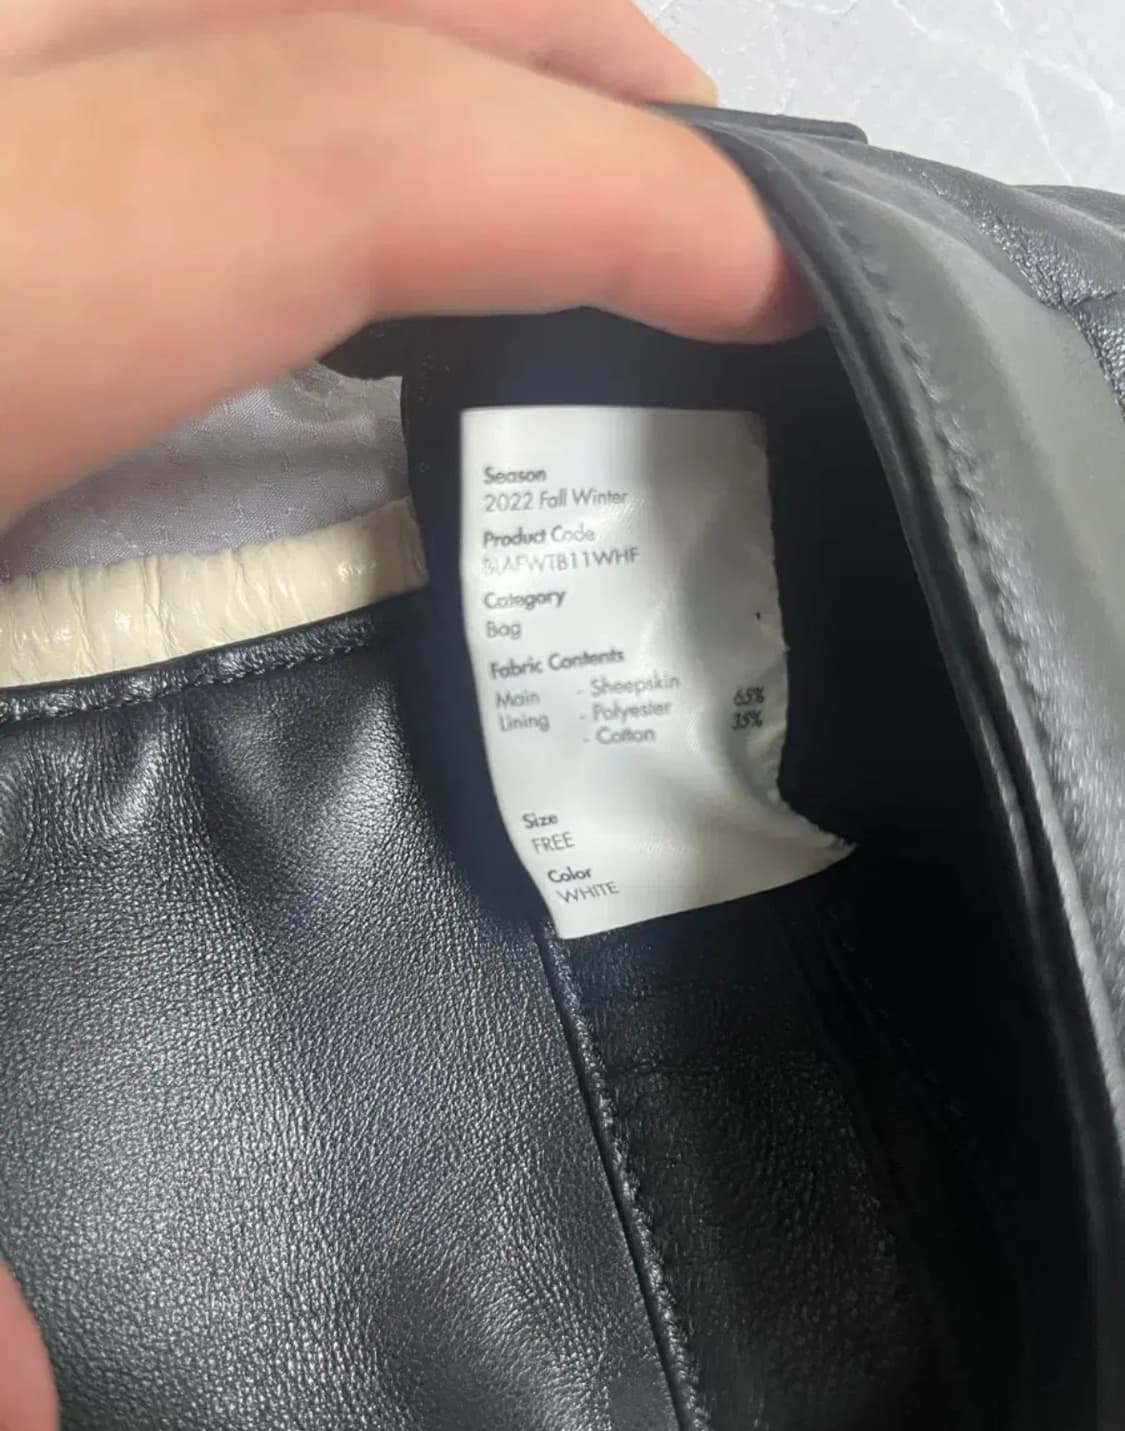 Season
2022 Fall Winter
Product Code
Category
Bag
Fabric Contents
Main - Sheepskin
Lining - Polyester 65%
- Cotton 35%
Size
FREE
Color
WHITE